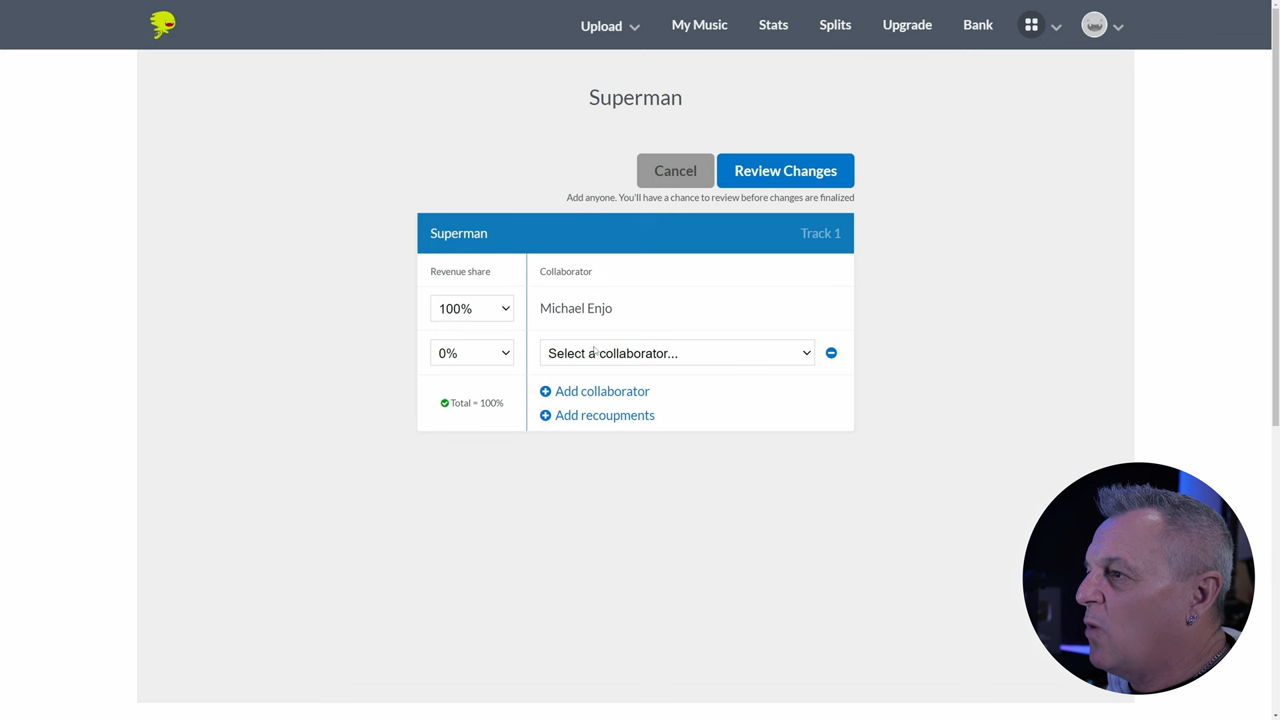 Upload My Music Stats Splits Upgrade Bank
Superman
Cancel Review Changes
Add anyone. You'll have a chance to review before changes are finalized
Superman Track 1
Revenue share Collaborator
100% Michael Enjo
0% Select a collaborator...
Add collaborator
Total = 100%
Add recoupments